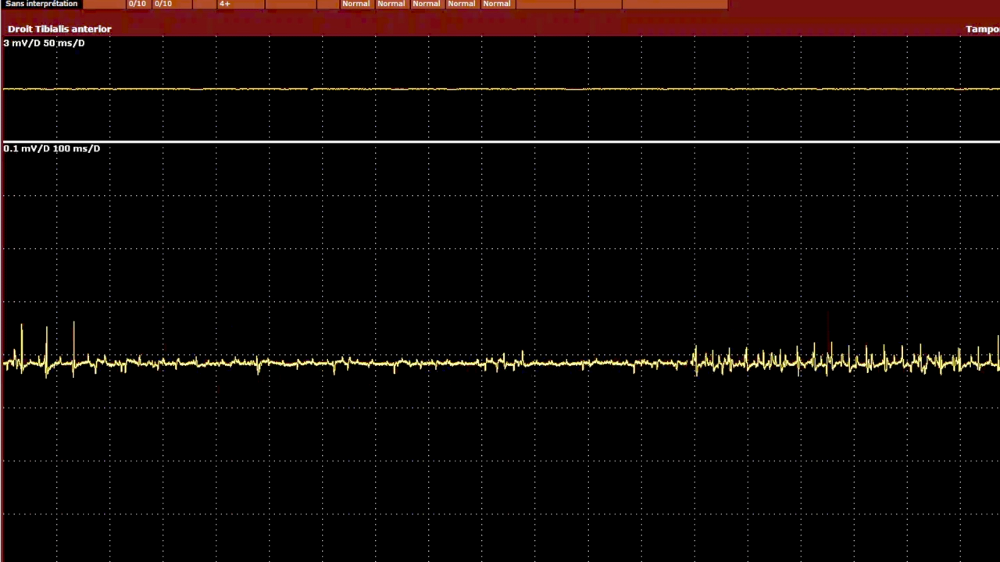 Sans interprétation 0/10 0/10 4+ Normal Normal Normal Normal Normal
Droit Tibialis anterior Tampo
3 mV/D 50 ms/D
0.1 mV/D 100 ms/D